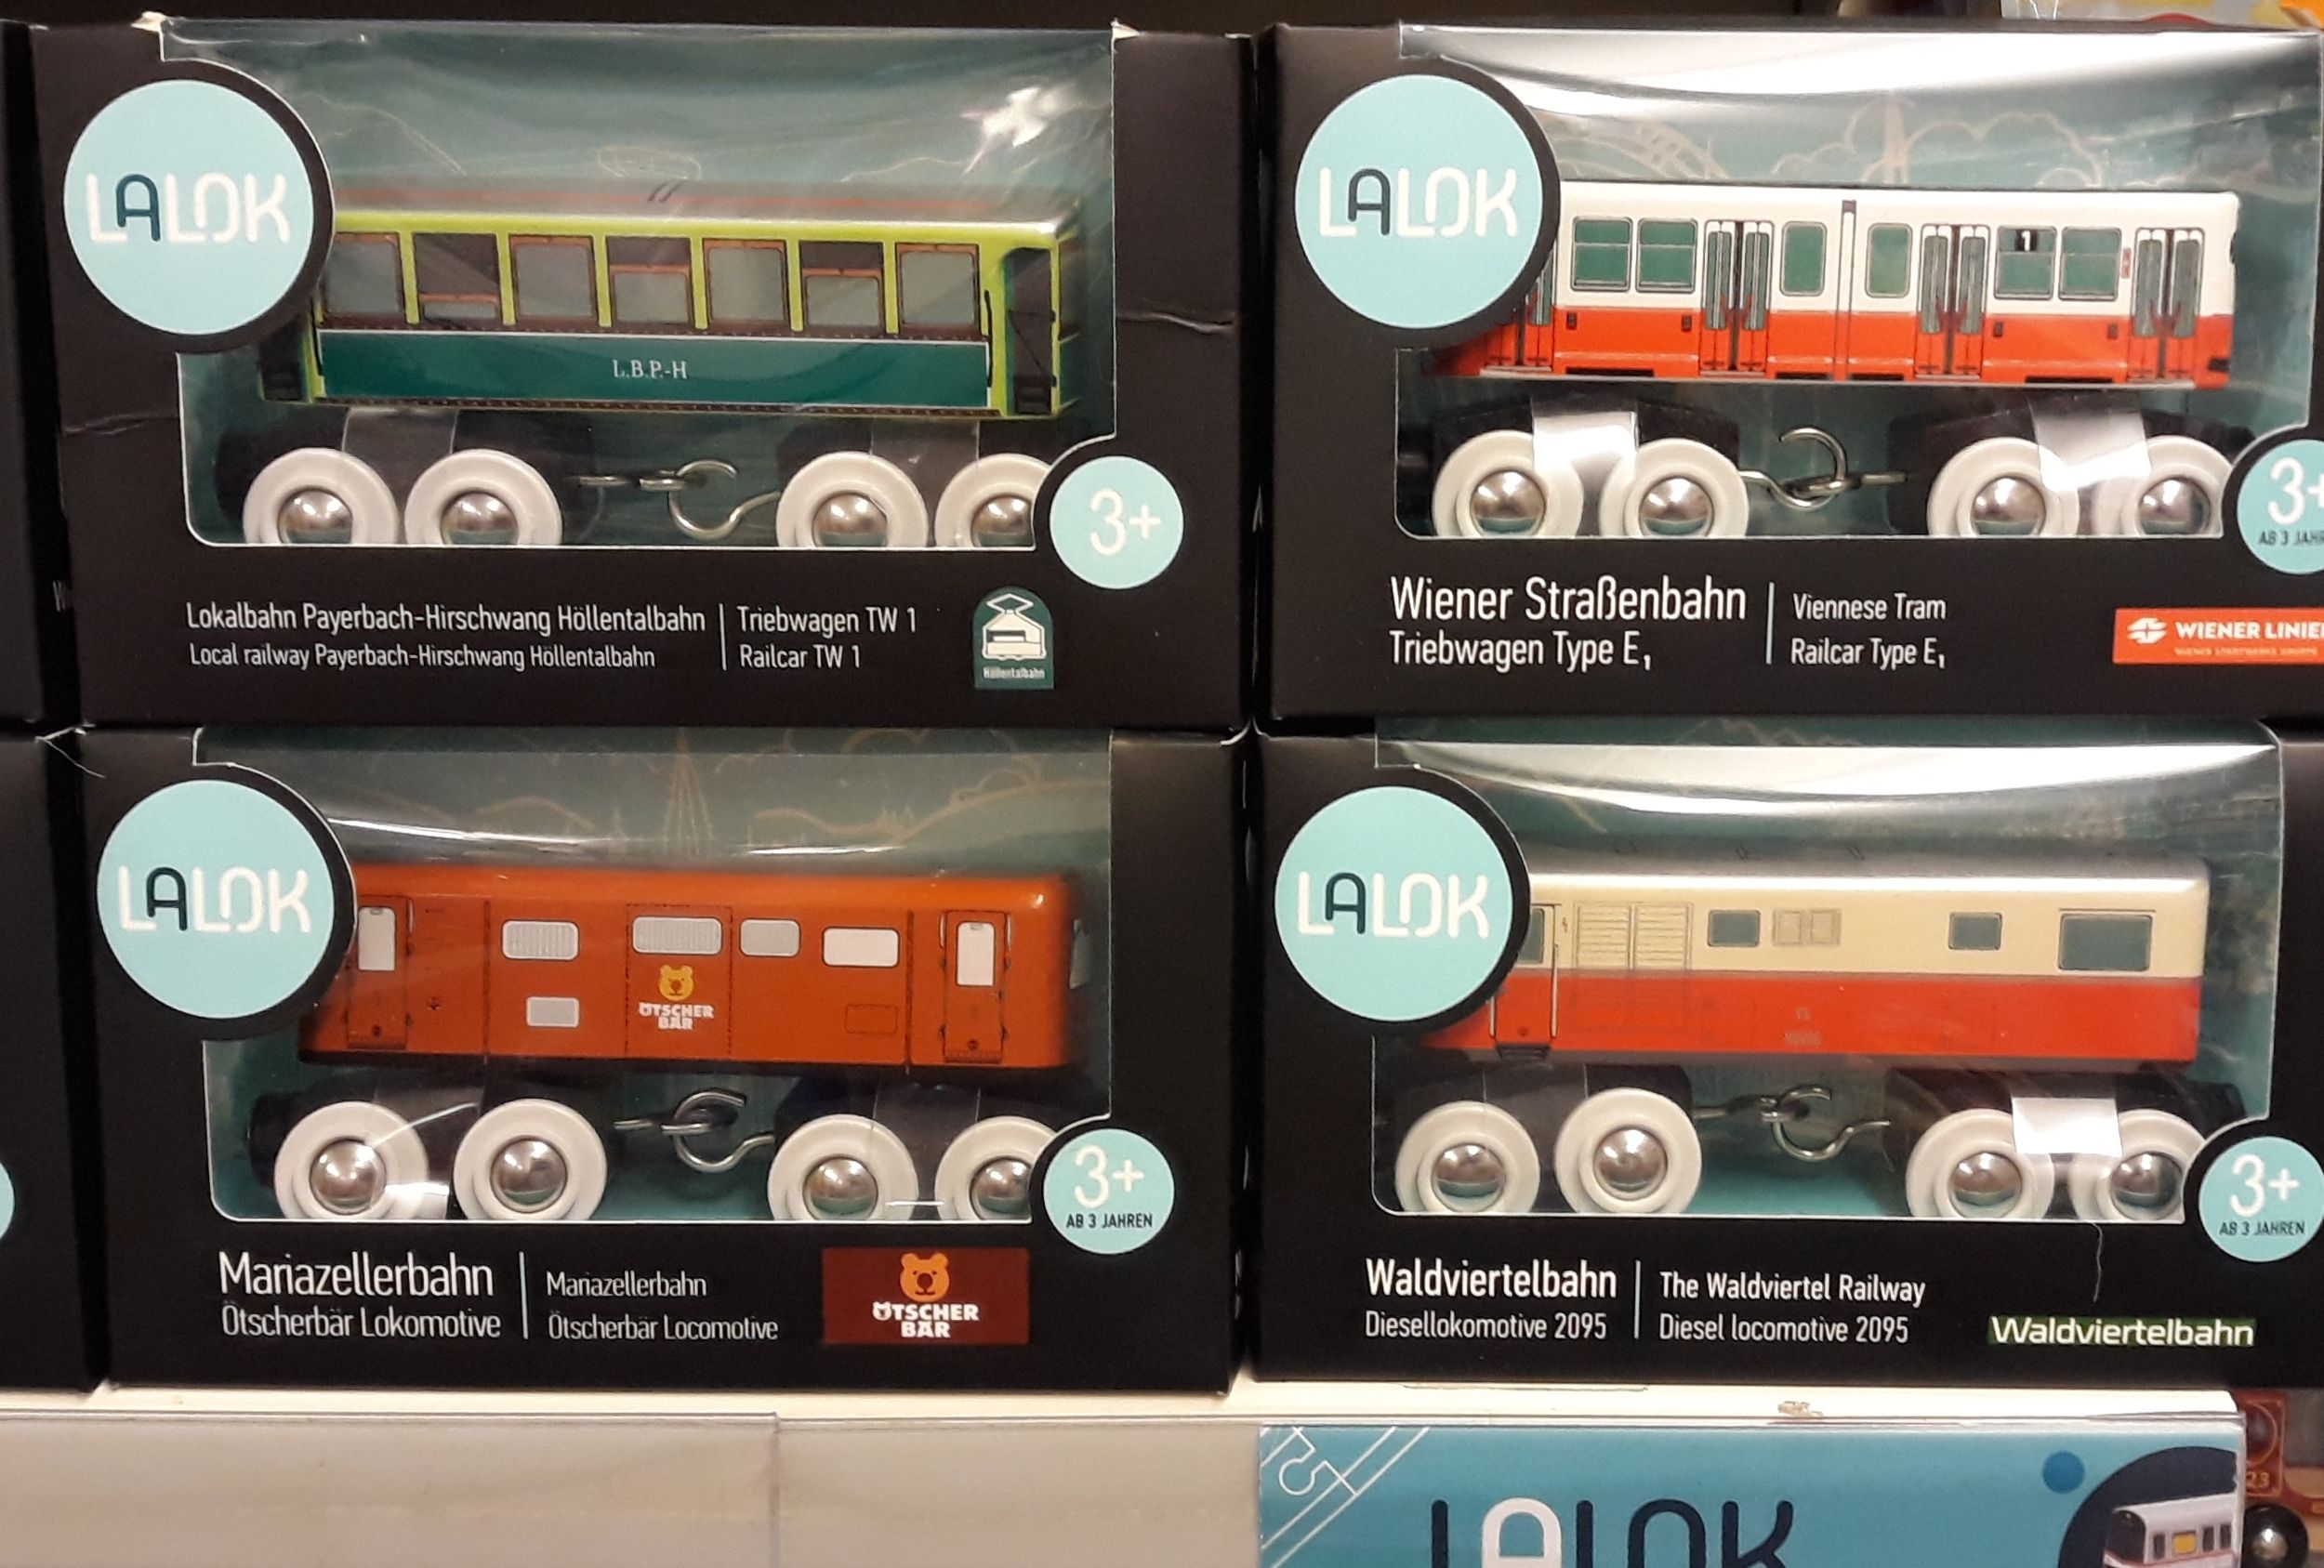 LALOK
L.B.P.-H
3+
Lokalbahn Payerbach-Hirschwang Höllentalbahn
Local railway Payerbach-Hirschwang Höllentalbahn
Triebwagen TW 1
Railcar TW 1
Höllentalbahn
LALOK
1
3+
AB 3 JAHR
Wiener Straßenbahn
Triebwagen Type E₁
Viennese Tram
Railcar Type E₁
WIENER LINIEN
LALOK
ÖTSCHER
BÄR
3+
AB 3 JAHREN
Mariazellerbahn
Ötscherbär Lokomotive
Mariazellerbahn
Ötscherbär Locomotive
ÖTSCHER
BÄR
LALOK
3+
AB 3 JAHREN
Waldviertelbahn
Diesellokomotive 2095
The Waldviertel Railway
Diesel locomotive 2095
Waldviertelbahn
LALOK